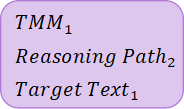 TMM₁
Reasoning Path₂
Target Text₁